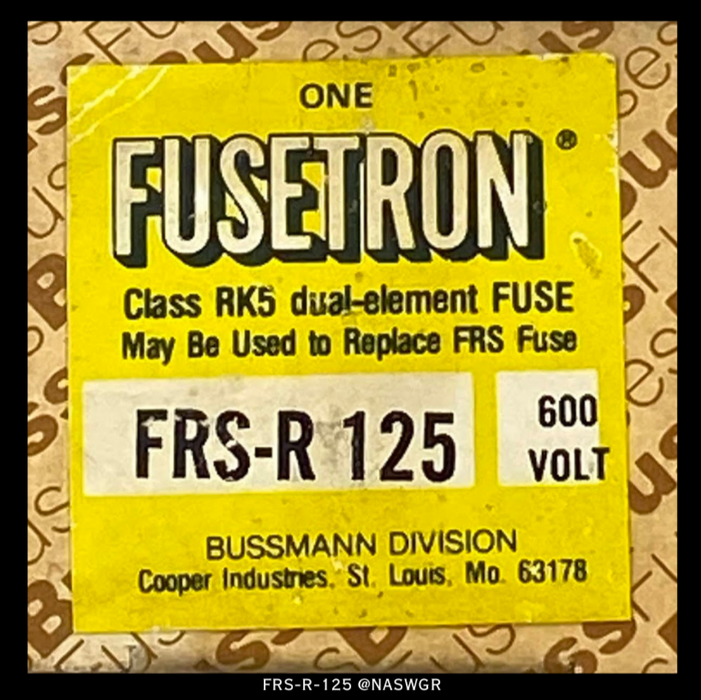 ONE
FUSETRON®
Class RK5 dual-element FUSE
May Be Used to Replace FRS Fuse
FRS-R 125
600
VOLT
BUSSMANN DIVISION
Cooper Industries, St. Louis, Mo. 63178
FRS-R-125 @NASWGR